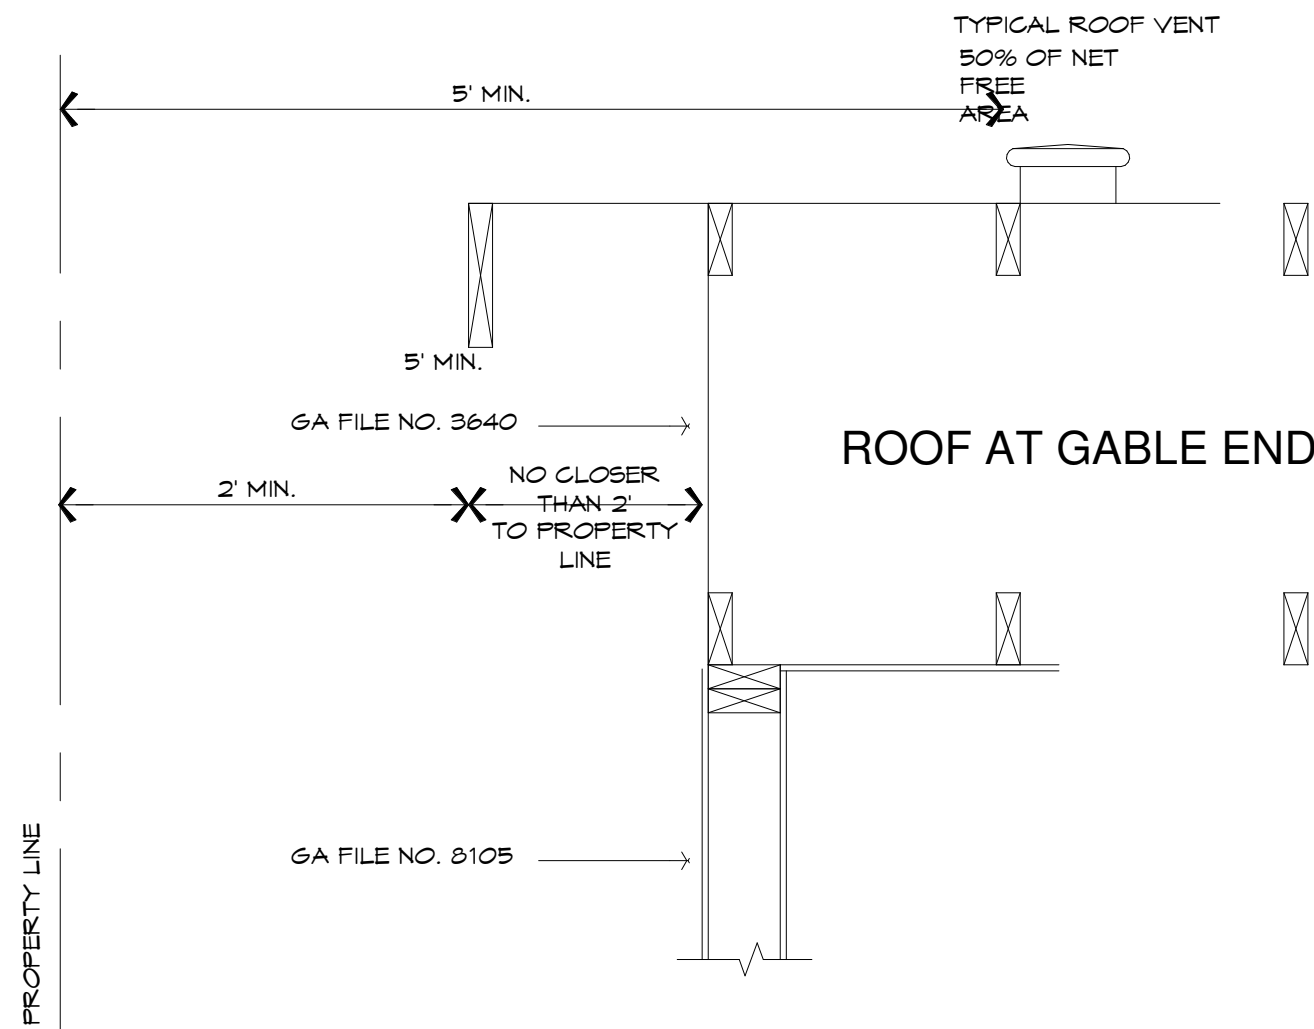 TYPICAL ROOF VENT
50% OF NET
FREE
AREA
5' MIN.
5' MIN.
GA FILE NO. 3640
ROOF AT GABLE END
2' MIN.
NO CLOSER
THAN 2'
TO PROPERTY
LINE
GA FILE NO. 8105
PROPERTY LINE